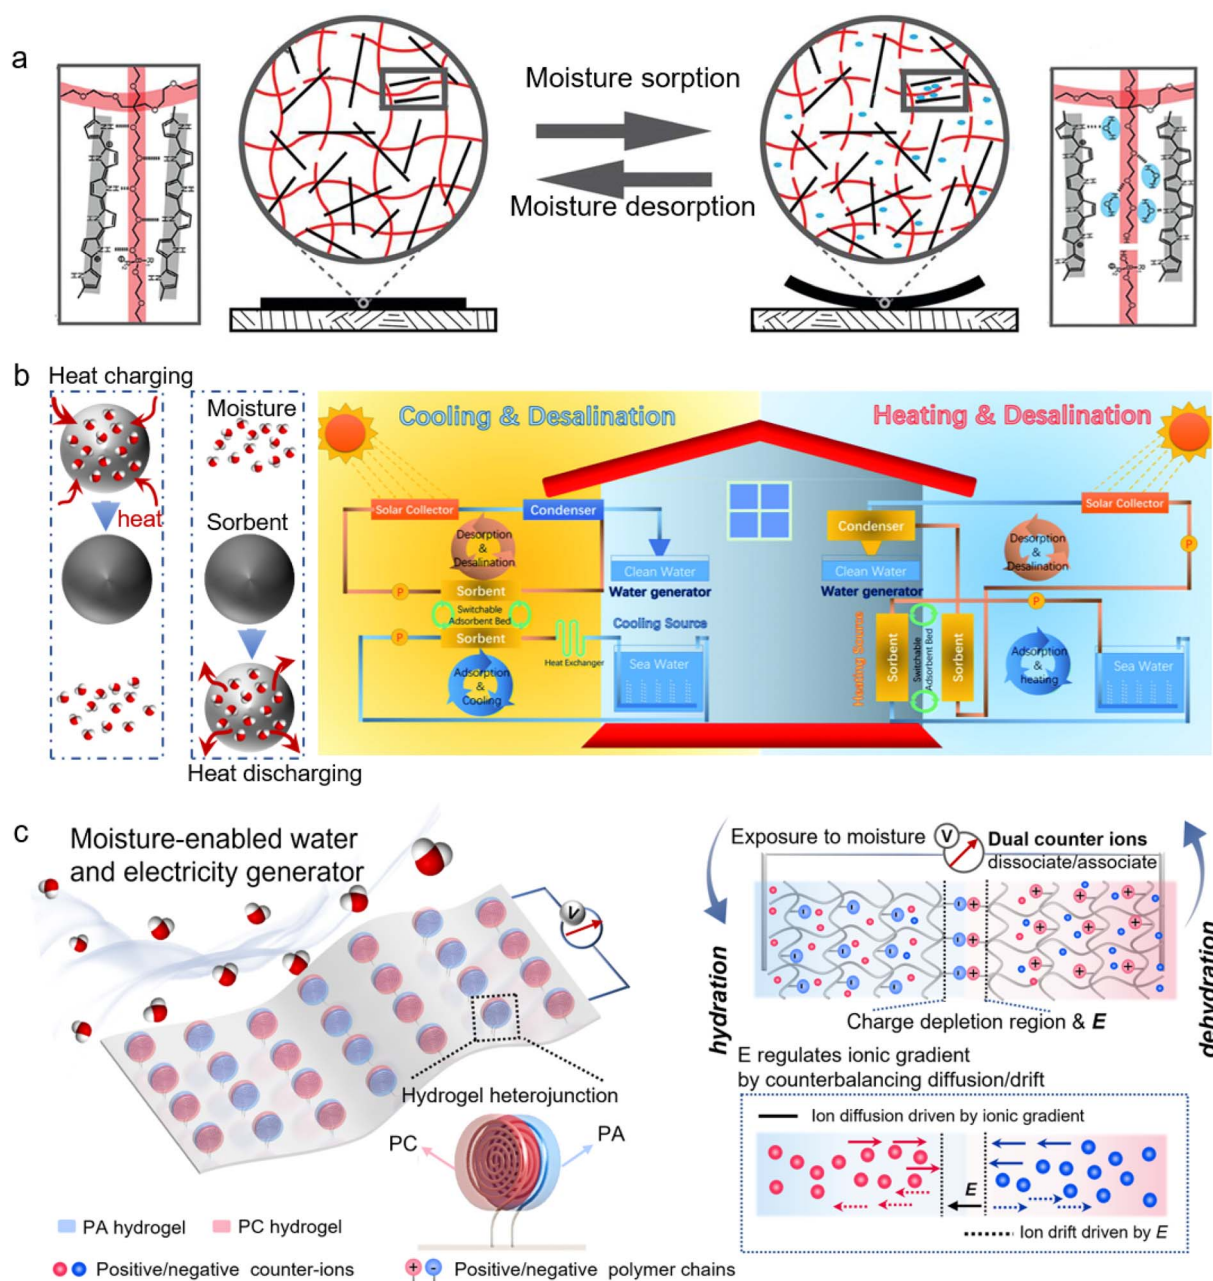 a
Moisture sorption
Moisture desorption
b
Heat charging
heat
Moisture
Sorbent
Heat discharging
Cooling & Desalination
Solar Collector
Condenser
Desorption
&
Desalination
Clean Water
Water generator
P
Sorbent
Switchable
Adsorbent Bed
Cooling Source
P
Sorbent
Heat Exchanger
Sea Water
Adsorption
&
Cooling
Heating & Desalination
Solar Collector
Condenser
Desorption
&
Desalination
P
Clean Water
Water generator
P
Heating Source
Sorbent
Switchable
Adsorbent Bed
Sorbent
Adsorption
&
heating
Sea Water
c
Moisture-enabled water
and electricity generator
V
Hydrogel heterojunction
PC
PA
PA hydrogel
PC hydrogel
Positive/negative counter-ions
Positive/negative polymer chains
Exposure to moisture
V
Dual counter ions
dissociate/associate
hydration
dehydration
Charge depletion region & E
E regulates ionic gradient
by counterbalancing diffusion/drift
Ion diffusion driven by ionic gradient
E
Ion drift driven by E